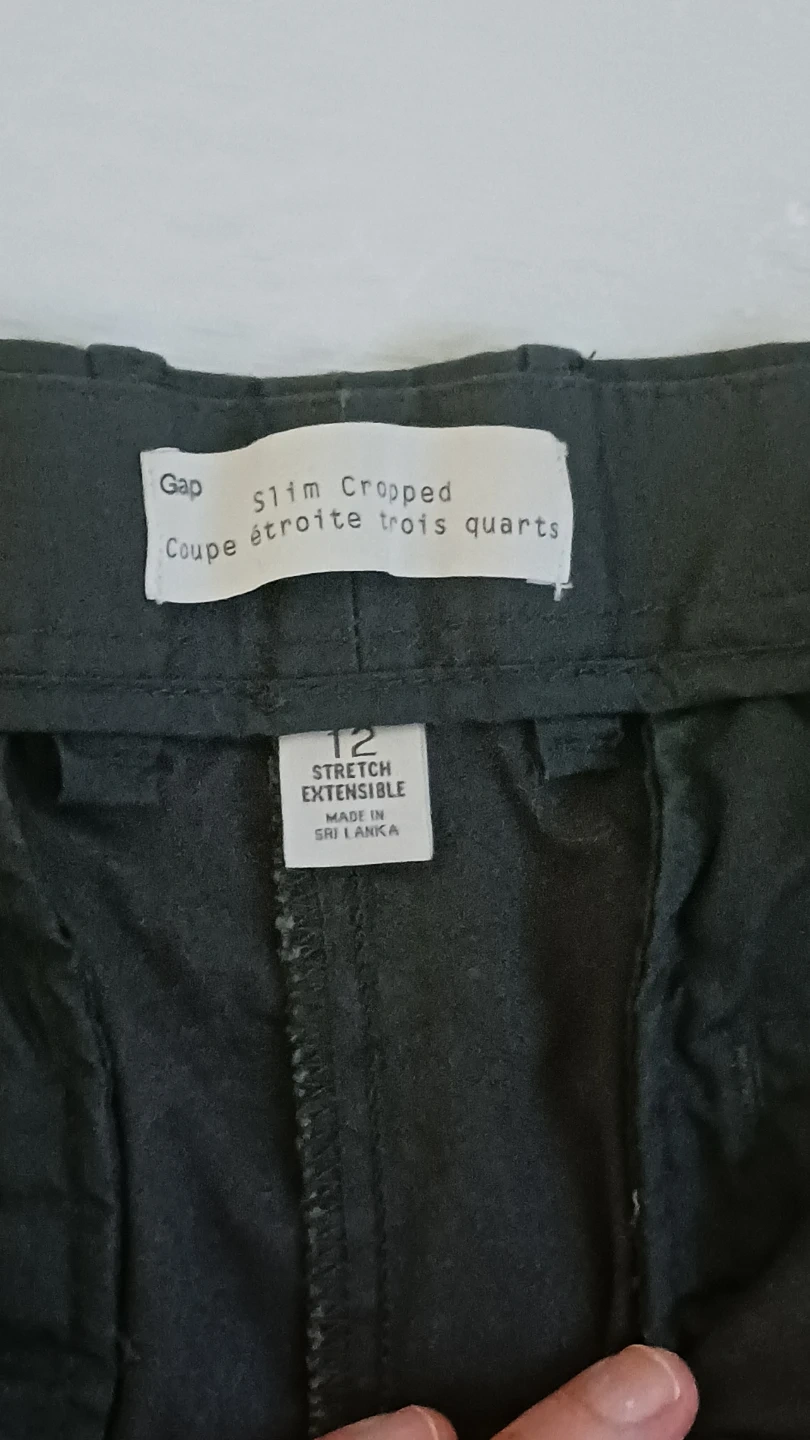 Gap
Slim Cropped
Coupe étroite trois quarts
12
STRETCH
EXTENSIBLE
MADE IN
SRI LANKA